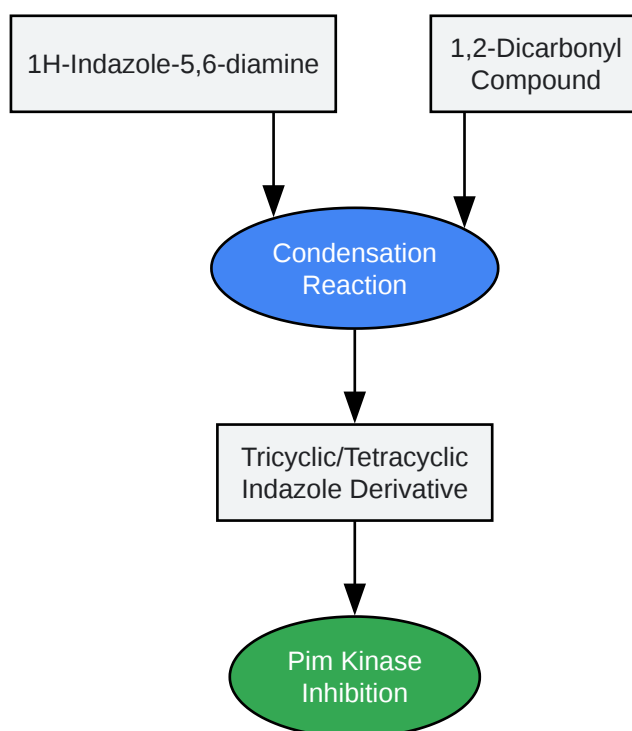 1H-Indazole-5,6-diamine
1,2-Dicarbonyl
Compound
Condensation
Reaction
Tricyclic/Tetracyclic
Indazole Derivative
Pim Kinase
Inhibition